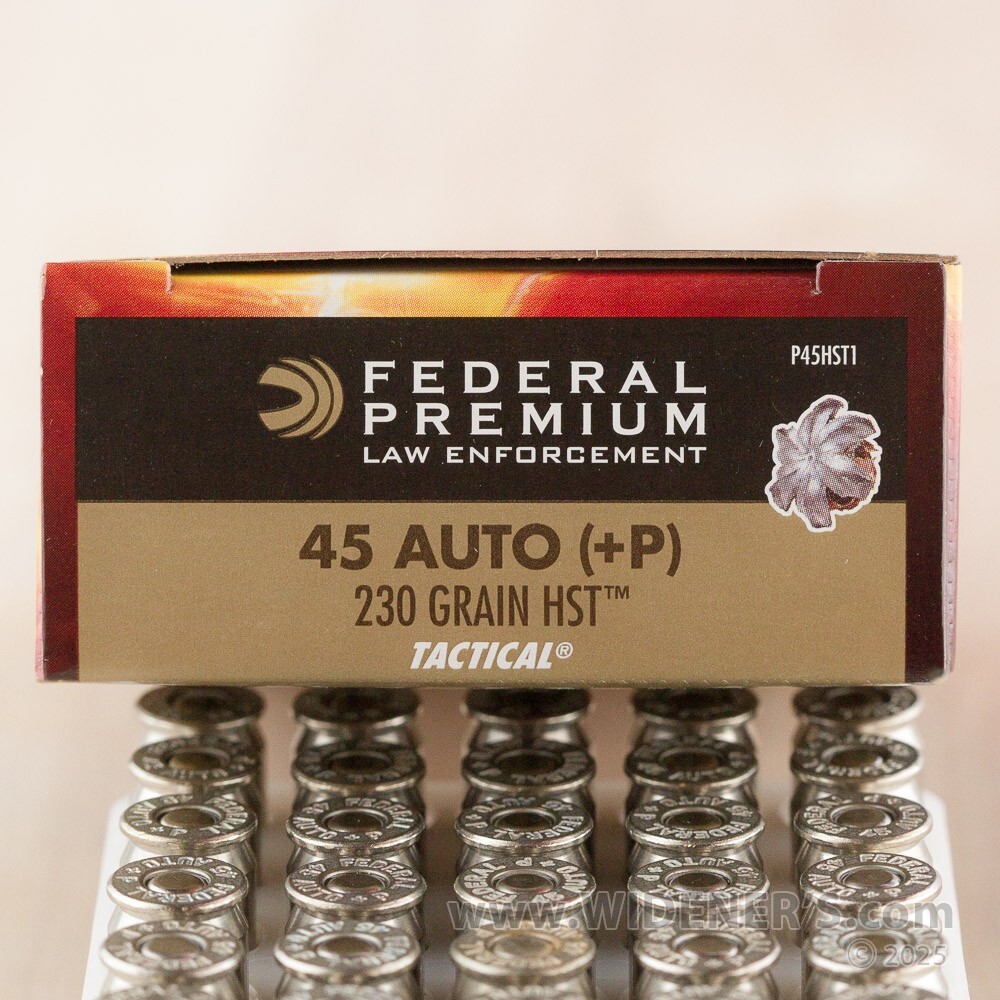 P45HST1
FEDERAL
PREMIUM
LAW ENFORCEMENT
45 AUTO (+P)
230 GRAIN HST™
TACTICAL®
www.WIDENER'S.com
© 2025